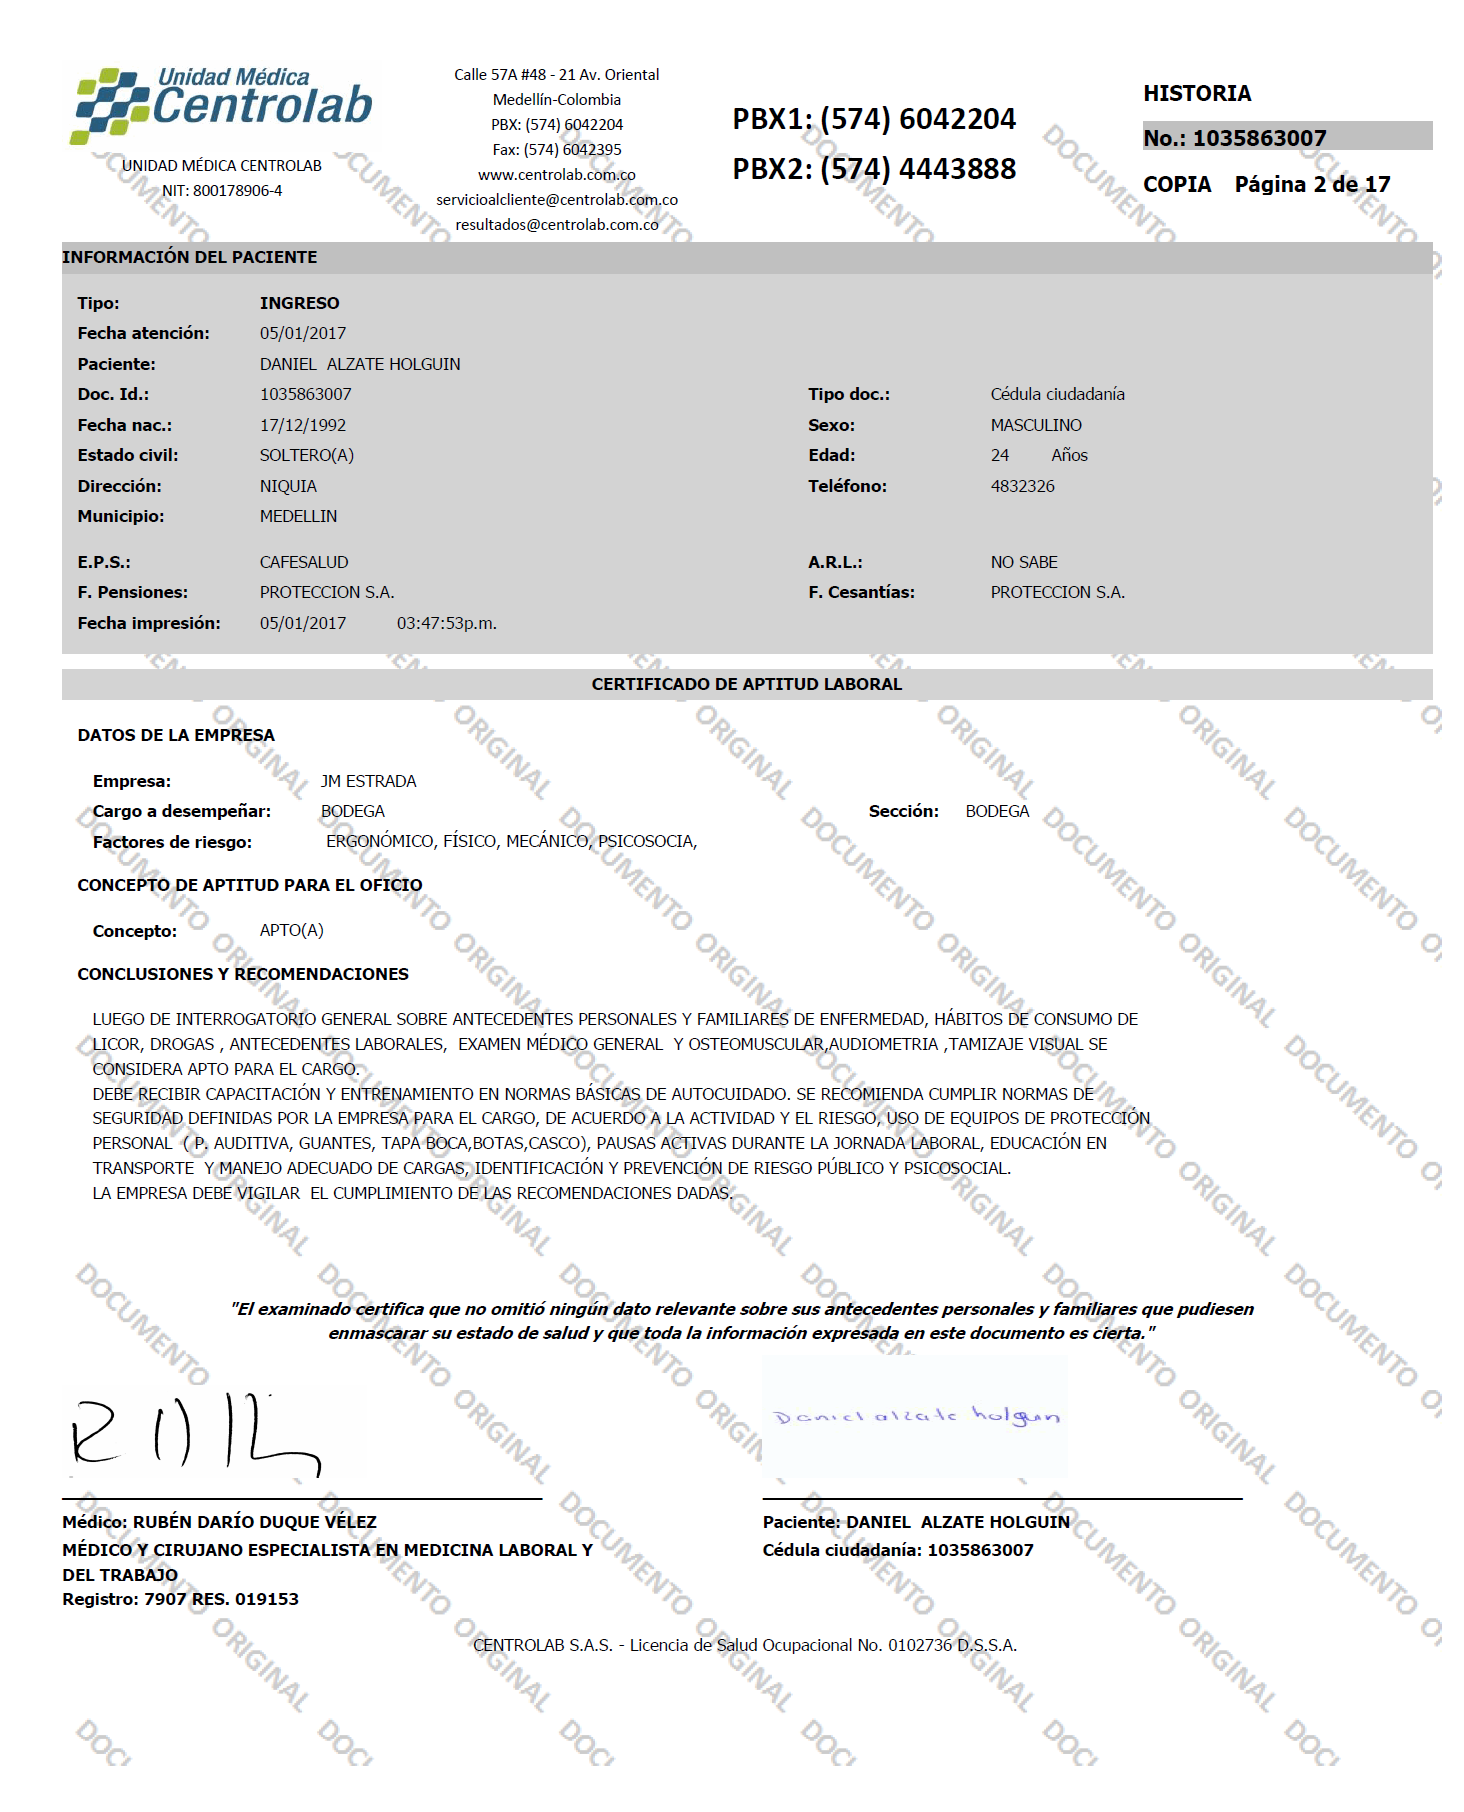 Unidad Médica
Centrolab
UNIDAD MÉDICA CENTROLAB
NIT: 800178906-4
Calle 57A #48 - 21 Av. Oriental
Medellín-Colombia
PBX: (574) 6042204
Fax: (574) 6042395
www.centrolab.com.co
servicioalcliente@centrolab.com.co
resultados@centrolab.com.co
PBX1: (574) 6042204
PBX2: (574) 4443888
HISTORIA
No.: 1035863007
COPIA Página 2 de 17
INFORMACIÓN DEL PACIENTE
Tipo: INGRESO
Fecha atención: 05/01/2017
Paciente: DANIEL ALZATE HOLGUIN
Doc. Id.: 1035863007 Tipo doc.: Cédula ciudadanía
Fecha nac.: 17/12/1992 Sexo: MASCULINO
Estado civil: SOLTERO(A) Edad: 24 Años
Dirección: NIQUIA Teléfono: 4832326
Municipio: MEDELLIN
E.P.S.: CAFESALUD A.R.L.: NO SABE
F. Pensiones: PROTECCION S.A. F. Cesantías: PROTECCION S.A.
Fecha impresión: 05/01/2017 03:47:53p.m.
CERTIFICADO DE APTITUD LABORAL
DATOS DE LA EMPRESA
Empresa: JM ESTRADA
Cargo a desempeñar: BODEGA Sección: BODEGA
Factores de riesgo: ERGONÓMICO, FÍSICO, MECÁNICO, PSICOSOCIA,
CONCEPTO DE APTITUD PARA EL OFICIO
Concepto: APTO(A)
CONCLUSIONES Y RECOMENDACIONES
LUEGO DE INTERROGATORIO GENERAL SOBRE ANTECEDENTES PERSONALES Y FAMILIARES DE ENFERMEDAD, HÁBITOS DE CONSUMO DE
LICOR, DROGAS , ANTECEDENTES LABORALES, EXAMEN MÉDICO GENERAL Y OSTEOMUSCULAR,AUDIOMETRIA ,TAMIZAJE VISUAL SE
CONSIDERA APTO PARA EL CARGO.
DEBE RECIBIR CAPACITACIÓN Y ENTRENAMIENTO EN NORMAS BÁSICAS DE AUTOCUIDADO. SE RECOMIENDA CUMPLIR NORMAS DE
SEGURIDAD DEFINIDAS POR LA EMPRESA PARA EL CARGO, DE ACUERDO A LA ACTIVIDAD Y EL RIESGO, USO DE EQUIPOS DE PROTECCIÓN
PERSONAL ( P. AUDITIVA, GUANTES, TAPA BOCA,BOTAS,CASCO), PAUSAS ACTIVAS DURANTE LA JORNADA LABORAL, EDUCACIÓN EN
TRANSPORTE Y MANEJO ADECUADO DE CARGAS, IDENTIFICACIÓN Y PREVENCIÓN DE RIESGO PÚBLICO Y PSICOSOCIAL.
LA EMPRESA DEBE VIGILAR EL CUMPLIMIENTO DE LAS RECOMENDACIONES DADAS.
"El examinado certifica que no omitió ningún dato relevante sobre sus antecedentes personales y familiares que pudiesen
enmascarar su estado de salud y que toda la información expresada en este documento es cierta."
Daniel alzate holguin
Médico: RUBÉN DARÍO DUQUE VÉLEZ
MÉDICO Y CIRUJANO ESPECIALISTA EN MEDICINA LABORAL Y
DEL TRABAJO
Registro: 7907 RES. 019153
Paciente: DANIEL ALZATE HOLGUIN
Cédula ciudadanía: 1035863007
CENTROLAB S.A.S. - Licencia de Salud Ocupacional No. 0102736 D.S.S.A.
DOCUMENTO ORIGINAL